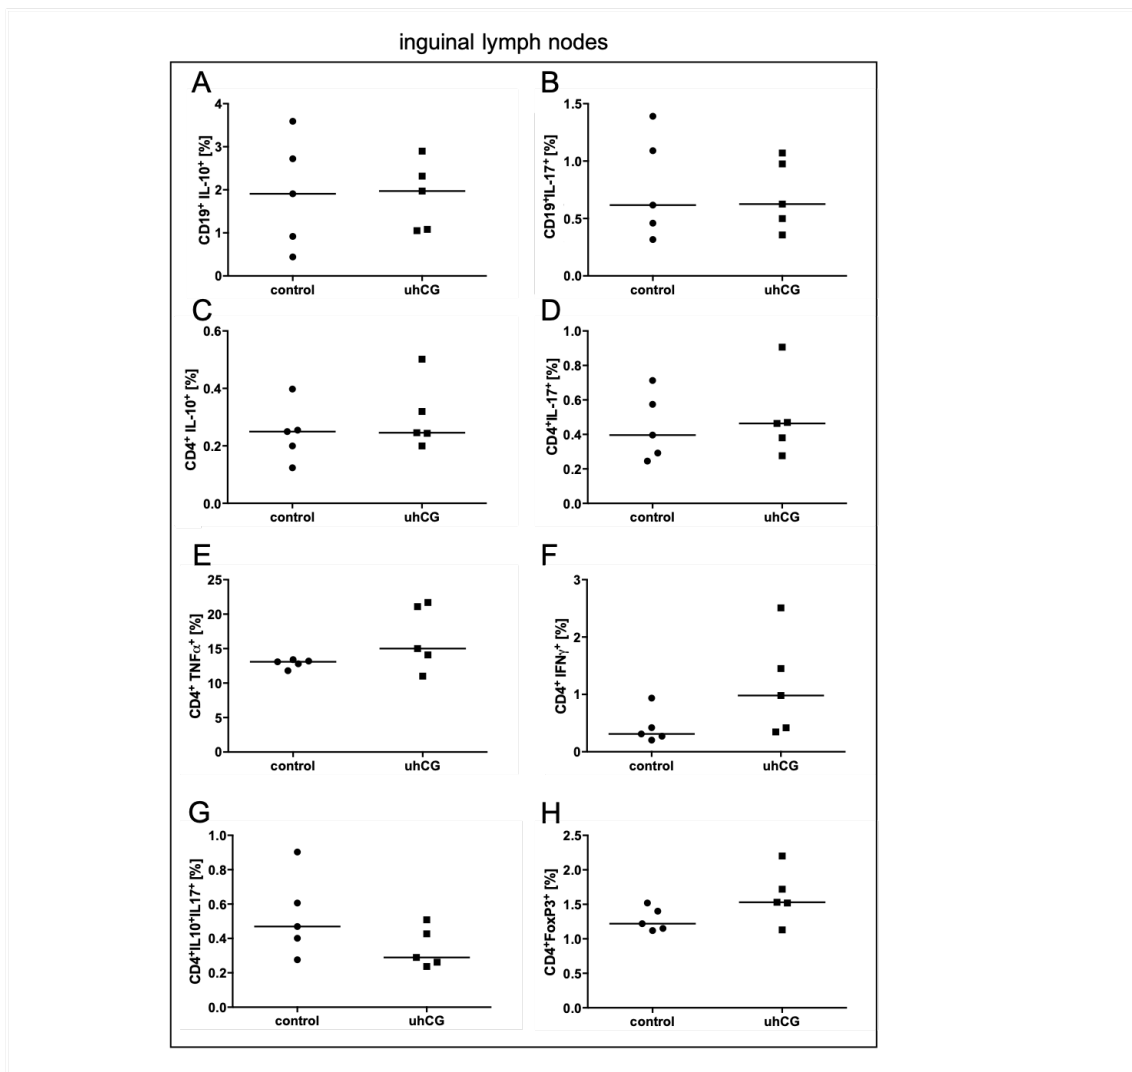 inguinal lymph nodes
A
CD19⁺ IL-10⁺ [%]
4
3
2
1
0
control
uhCG
B
CD19⁺IL-17⁺ [%]
1.5
1.0
0.5
0.0
control
uhCG
C
CD4⁺ IL-10⁺ [%]
0.6
0.4
0.2
0.0
control
uhCG
D
CD4⁺IL-17⁺ [%]
1.0
0.8
0.6
0.4
0.2
0.0
control
uhCG
E
CD4⁺ TNFα⁺ [%]
25
20
15
10
5
0
control
uhCG
F
CD4⁺ IFNγ⁺ [%]
3
2
1
0
control
uhCG
G
CD4⁺IL10⁺IL17⁺ [%]
1.0
0.8
0.6
0.4
0.2
0.0
control
uhCG
H
CD4⁺FoxP3⁺ [%]
2.5
2.0
1.5
1.0
0.5
0.0
control
uhCG